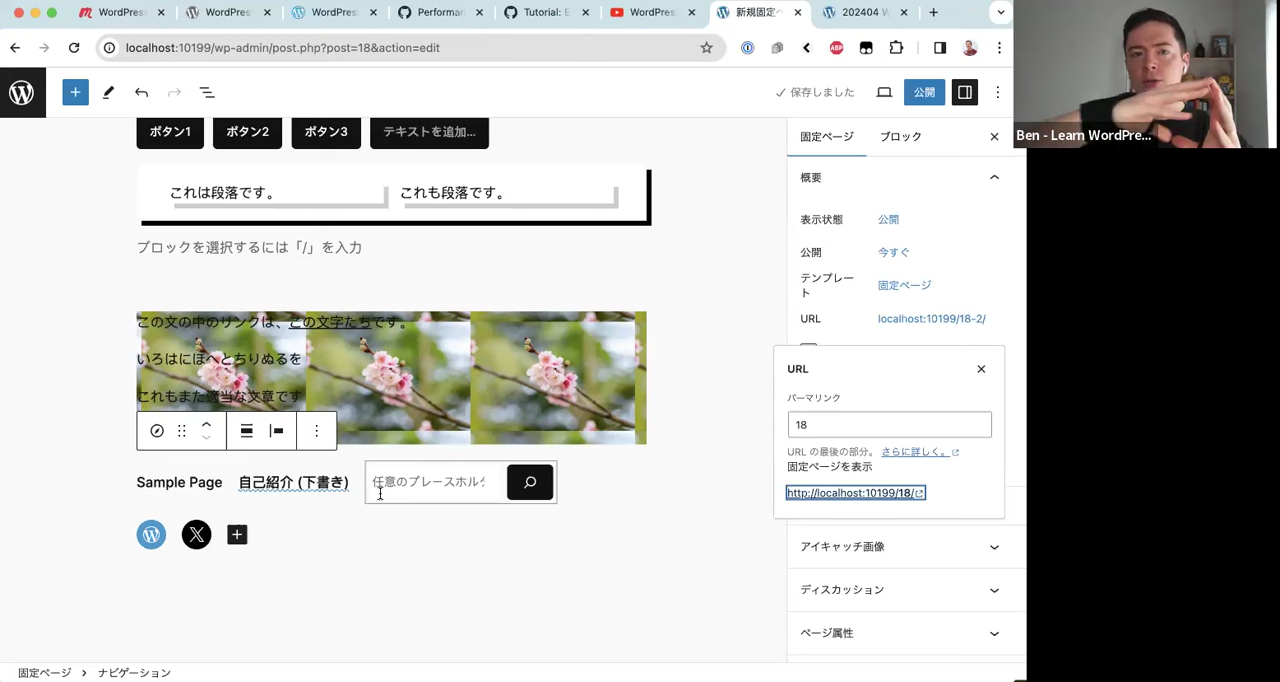 WordPress
WordPress
WordPress
Performan
Tutorial: E
WordPress
新規固定ペ
202404 W
localhost:10199/wp-admin/post.php?post=18&action=edit
ABP
保存しました
公開
ボタン1
ボタン2
ボタン3
テキストを追加...
固定ページ
ブロック
これは段落です。
これも段落です。
概要
表示状態
公開
ブロックを選択するには「/」を入力
公開
今すぐ
テンプレート
固定ページ
この文の中のリンクは、この文字たちです。
いろはにほへとちりぬるを
これもまた適当な文章です
URL
localhost:10199/18-2/
URL
パーマリンク
18
URL の最後の部分。 さらに詳しく。
固定ページを表示
http://localhost:10199/18/
Sample Page
自己紹介 (下書き)
任意のプレースホルダ
アイキャッチ画像
ディスカッション
ページ属性
固定ページ
ナビゲーション
Ben - Learn WordPre...